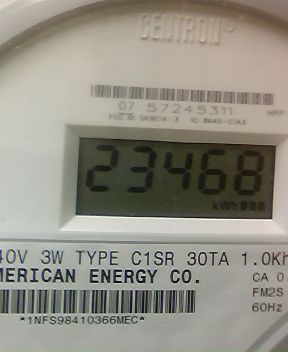 CENTRON®
07 57245311
23468
kWh
40V 3W TYPE C1SR 30TA 1.0Kh
MERICAN ENERGY CO.
CA 0.
FM2S
60Hz
*1NFS98410366MEC*